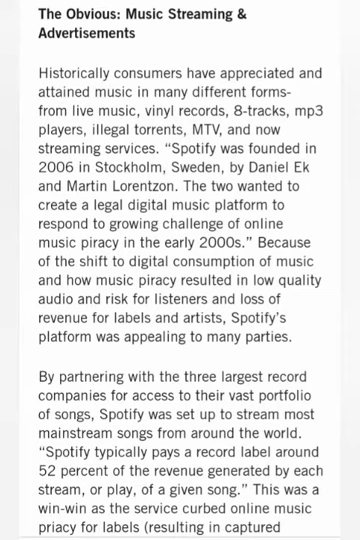 The Obvious: Music Streaming &
Advertisements
Historically consumers have appreciated and
attained music in many different forms-
from live music, vinyl records, 8-tracks, mp3
players, illegal torrents, MTV, and now
streaming services. “Spotify was founded in
2006 in Stockholm, Sweden, by Daniel Ek
and Martin Lorentzon. The two wanted to
create a legal digital music platform to
respond to growing challenge of online
music piracy in the early 2000s.” Because
of the shift to digital consumption of music
and how music piracy resulted in low quality
audio and risk for listeners and loss of
revenue for labels and artists, Spotify’s
platform was appealing to many parties.
By partnering with the three largest record
companies for access to their vast portfolio
of songs, Spotify was set up to stream most
mainstream songs from around the world.
“Spotify typically pays a record label around
52 percent of the revenue generated by each
stream, or play, of a given song.” This was a
win-win as the service curbed online music
priacy for labels (resulting in captured